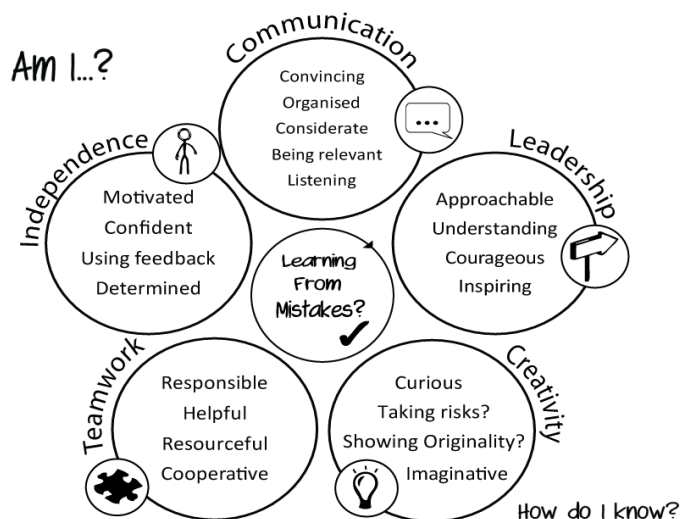 Am I...?
Communication
Convincing
Organised
Considerate
Being relevant
Listening
Independence
Motivated
Confident
Using feedback
Determined
Leadership
Approachable
Understanding
Courageous
Inspiring
Learning
From
Mistakes?
Teamwork
Responsible
Helpful
Resourceful
Cooperative
Creativity
Curious
Taking risks?
Showing Originality?
Imaginative
How do I know?